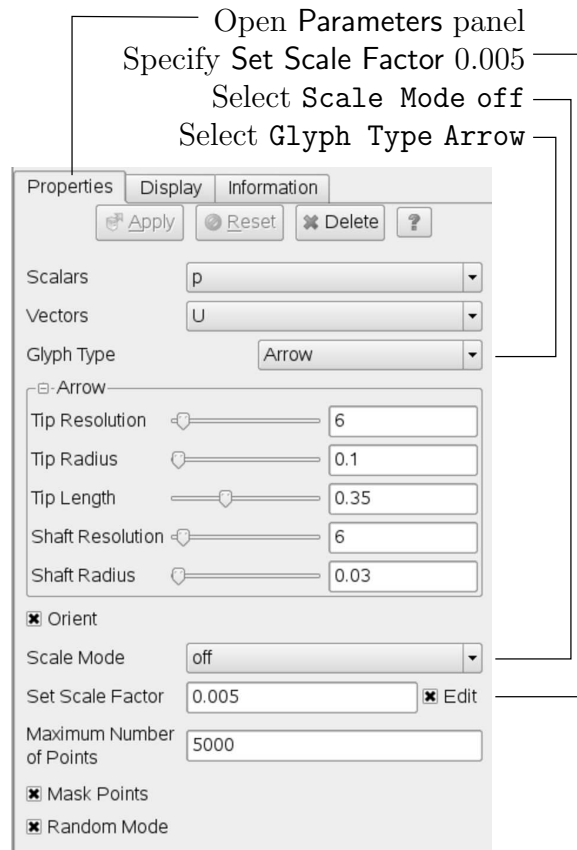 Open Parameters panel
Specify Set Scale Factor 0.005
Select Scale Mode off
Select Glyph Type Arrow
Properties Display Information
Apply Reset Delete ?
Scalars p
Vectors U
Glyph Type Arrow
Arrow
Tip Resolution 6
Tip Radius 0.1
Tip Length 0.35
Shaft Resolution 6
Shaft Radius 0.03
Orient
Scale Mode off
Set Scale Factor 0.005 Edit
Maximum Number
of Points 5000
Mask Points
Random Mode